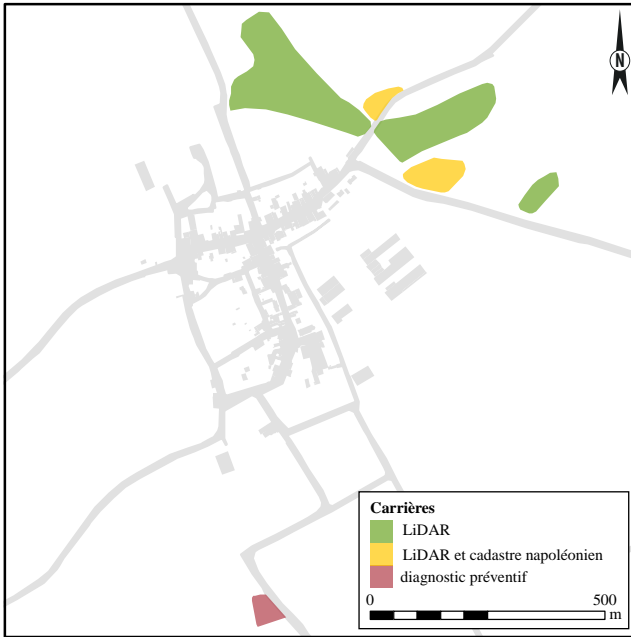 N
Carrières
LiDAR
LiDAR et cadastre napoléonien
diagnostic préventif
0 500
m